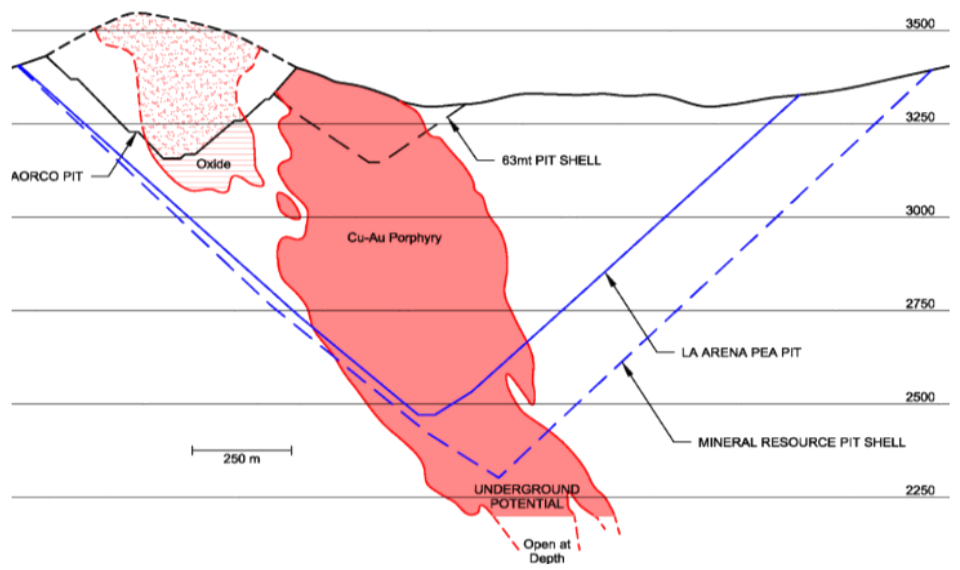 3500
3250
Oxide
63mt PIT SHELL
AORCO PIT
3000
Cu-Au Porphyry
2750
LA ARENA PEA PIT
2500
MINERAL RESOURCE PIT SHELL
250 m
UNDERGROUND
POTENTIAL
2250
Open at
Depth